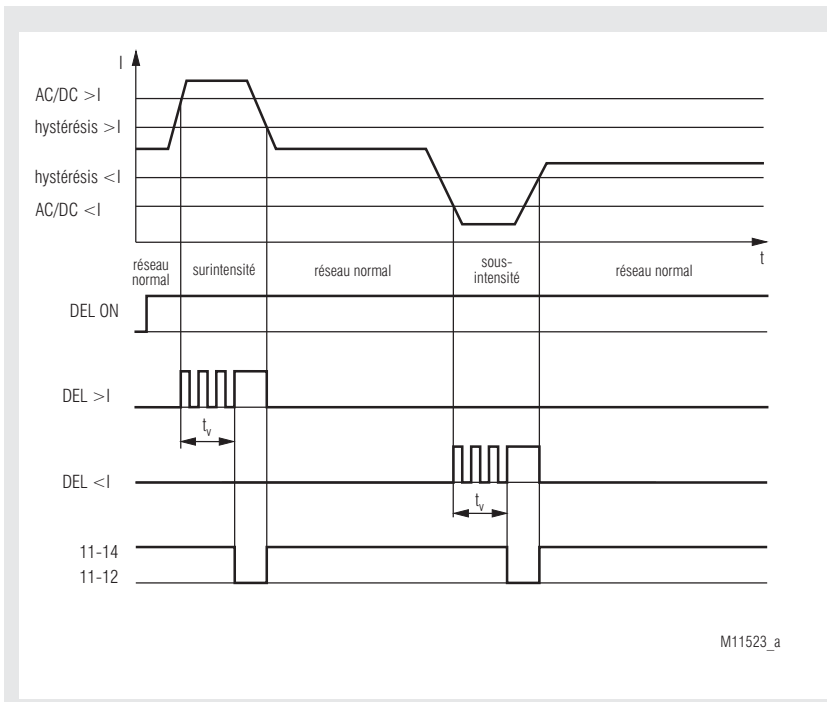 I
AC/DC >I
hystérésis >I
hystérésis <I
AC/DC <I
t
réseau
normal
surintensité
réseau normal
sous-
intensité
réseau normal
DEL ON
DEL >I
tv
DEL <I
tv
11-14
11-12
M11523_a